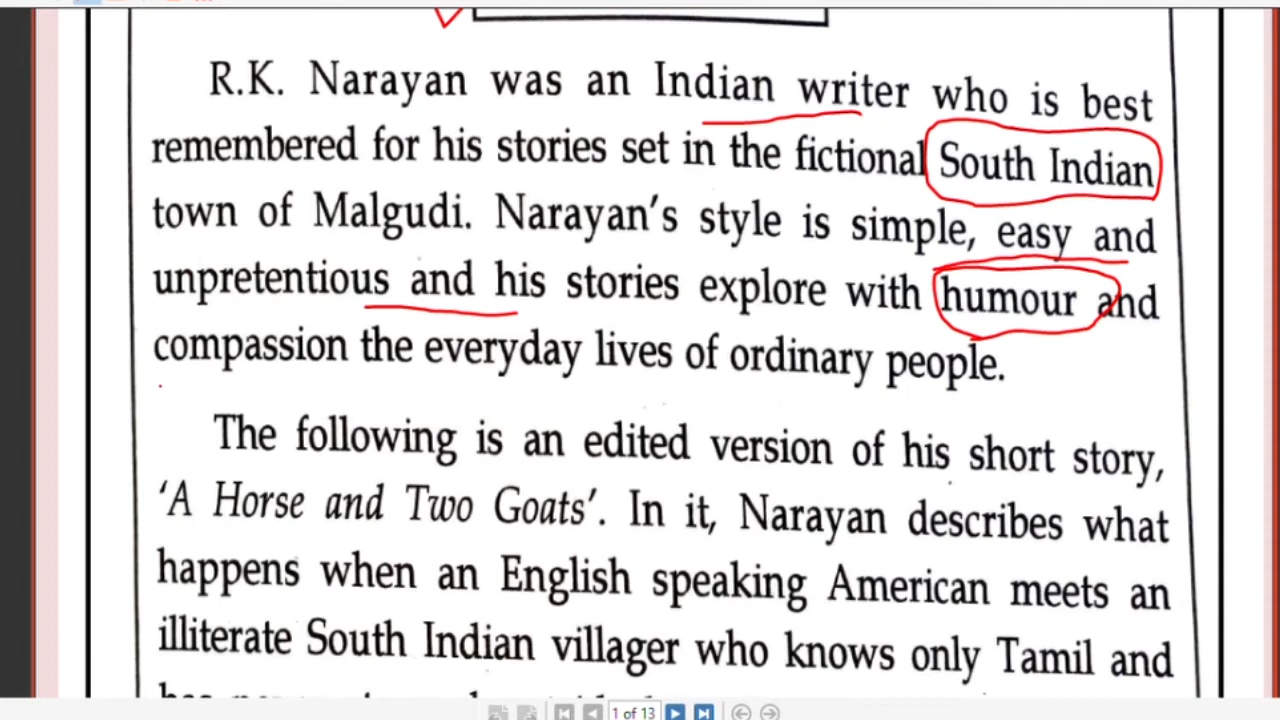 R.K. Narayan was an Indian writer who is best
remembered for his stories set in the fictional South Indian
town of Malgudi. Narayan's style is simple, easy and
unpretentious and his stories explore with humour and
compassion the everyday lives of ordinary people.
The following is an edited version of his short story,
'A Horse and Two Goats'. In it, Narayan describes what
happens when an English speaking American meets an
illiterate South Indian villager who knows only Tamil and
1 of 13